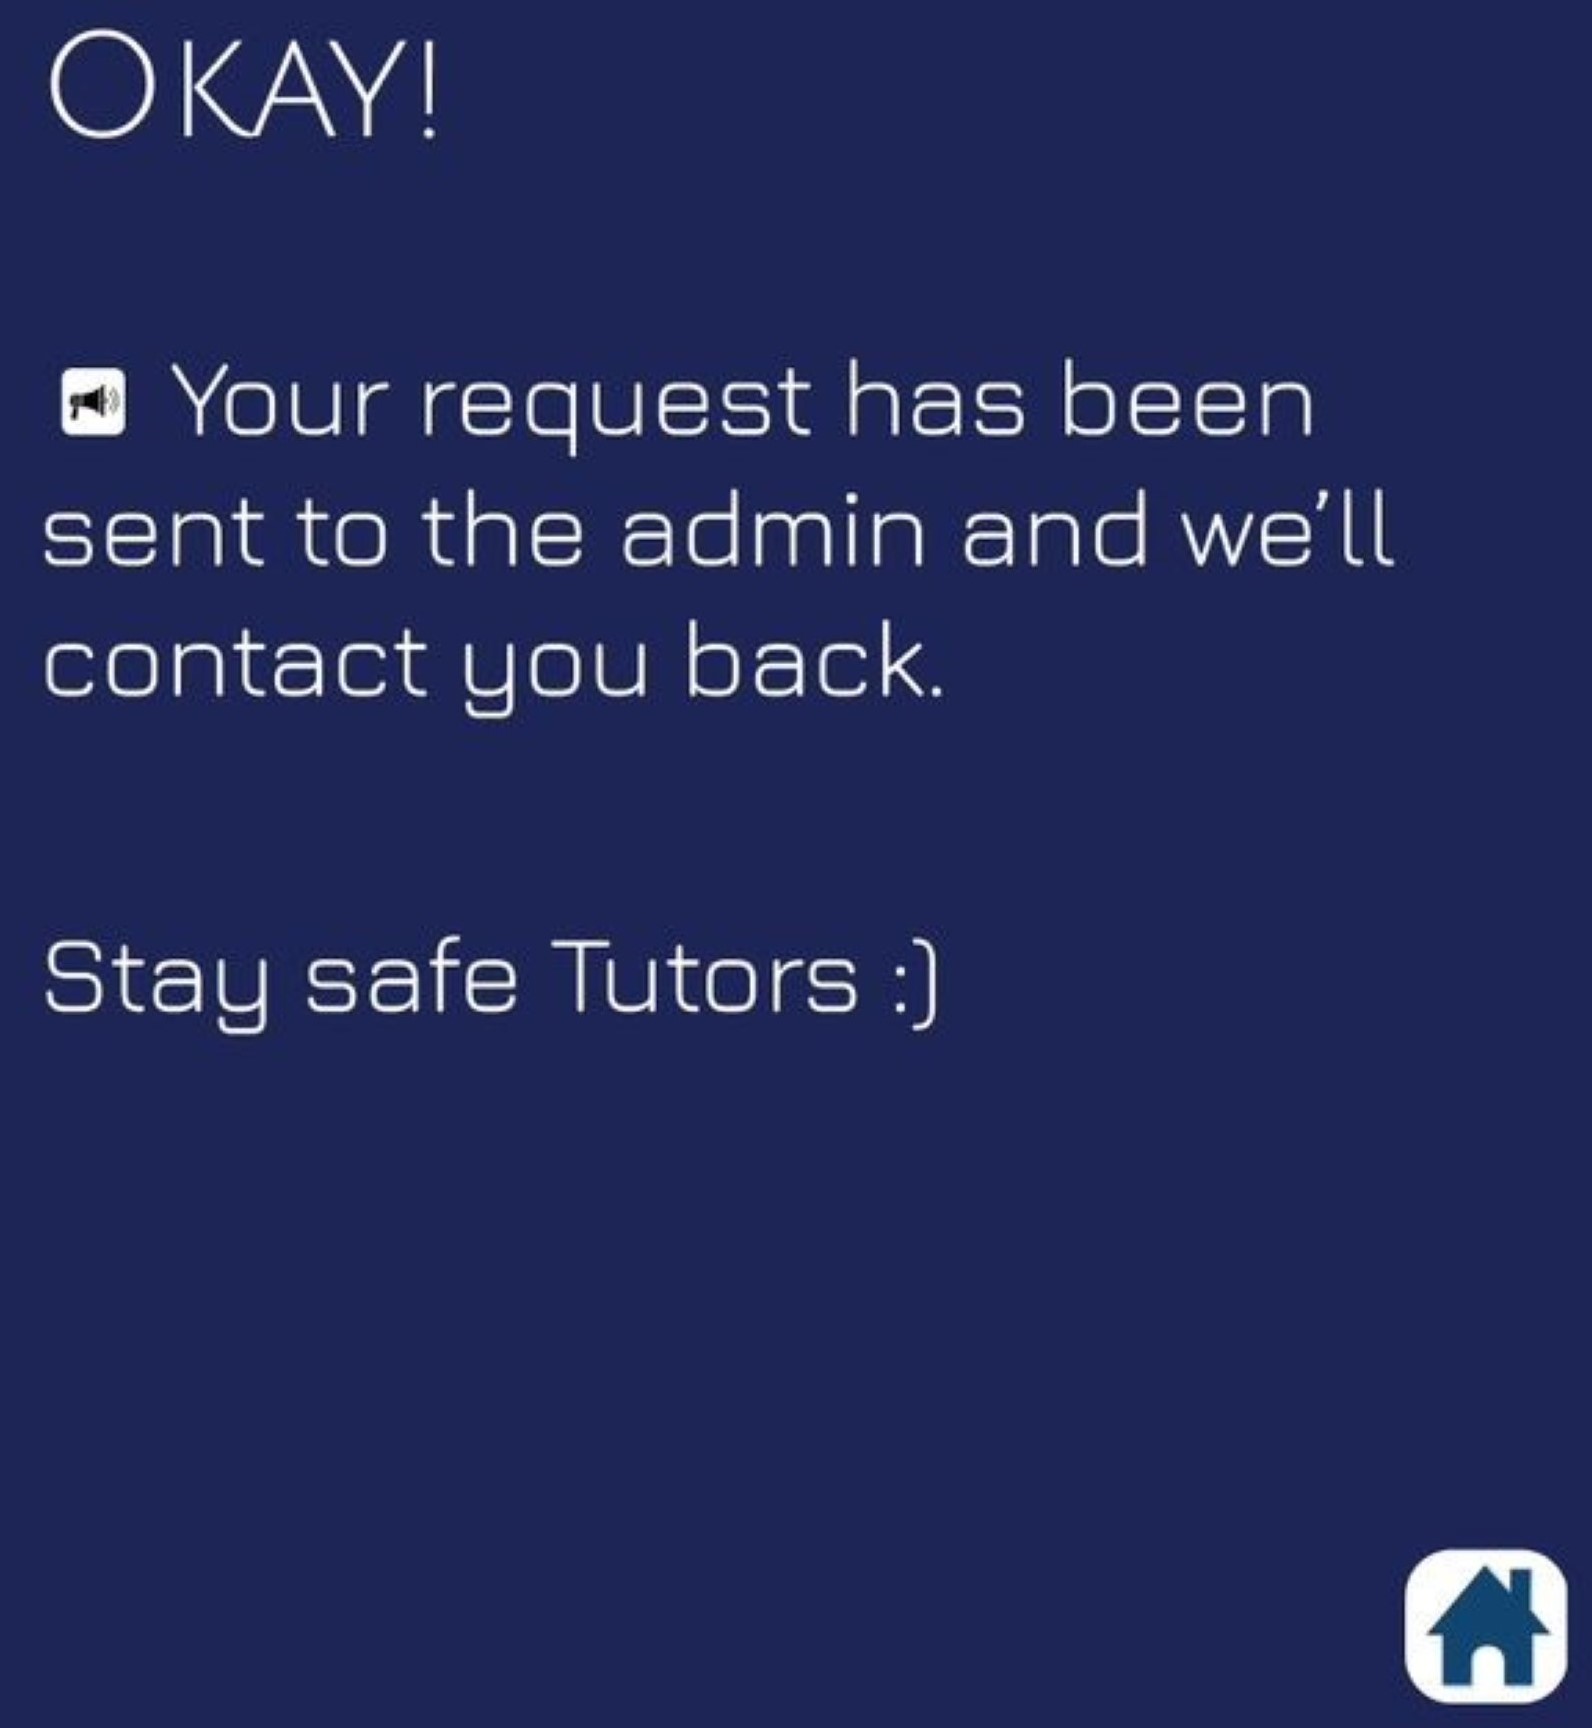 OKAY!
Your request has been
sent to the admin and we’ll
contact you back.
Stay safe Tutors :)